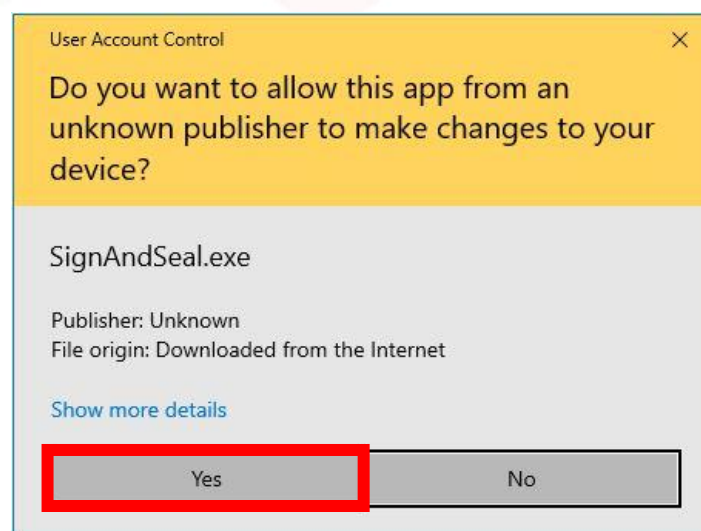 User Account Control
Do you want to allow this app from an
unknown publisher to make changes to your
device?
SignAndSeal.exe
Publisher: Unknown
File origin: Downloaded from the Internet
Show more details
Yes No